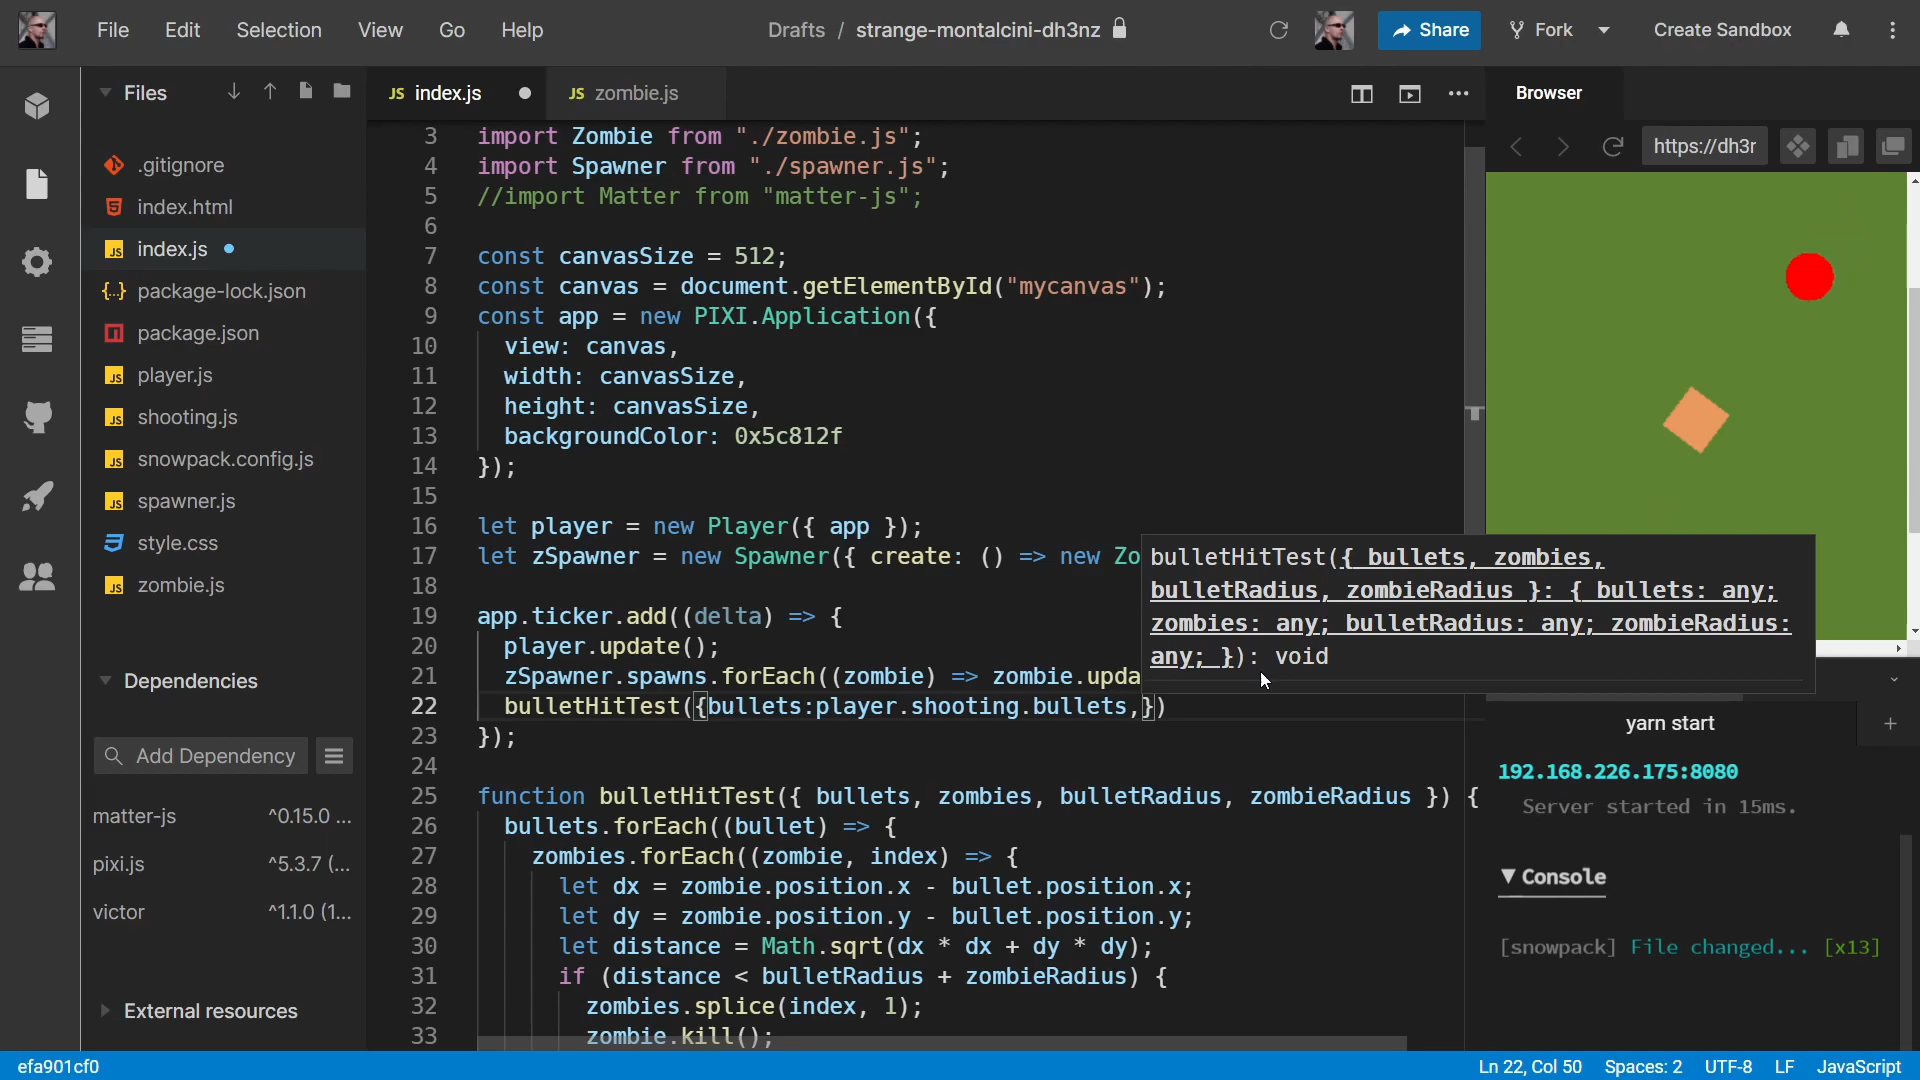 File Edit Selection View Go Help Drafts / strange-montalcini-dh3nz Share Fork Create Sandbox
Files
.gitignore
index.html
index.js
package-lock.json
package.json
player.js
shooting.js
snowpack.config.js
spawner.js
style.css
zombie.js
Dependencies
Add Dependency
matter-js ^0.15.0 ...
pixi.js ^5.3.7 (...
victor ^1.1.0 (1...
External resources
JS index.js JS zombie.js
3 import Zombie from "./zombie.js";
4 import Spawner from "./spawner.js";
5 //import Matter from "matter-js";
6
7 const canvasSize = 512;
8 const canvas = document.getElementById("mycanvas");
9 const app = new PIXI.Application({
10 view: canvas,
11 width: canvasSize,
12 height: canvasSize,
13 backgroundColor: 0x5c812f
14 });
15
16 let player = new Player({ app });
17 let zSpawner = new Spawner({ create: () => new Zo
18
19 app.ticker.add((delta) => {
20 player.update();
21 zSpawner.spawns.forEach((zombie) => zombie.upda
22 bulletHitTest({bullets:player.shooting.bullets,})
23 });
24
25 function bulletHitTest({ bullets, zombies, bulletRadius, zombieRadius }) {
26 bullets.forEach((bullet) => {
27 zombies.forEach((zombie, index) => {
28 let dx = zombie.position.x - bullet.position.x;
29 let dy = zombie.position.y - bullet.position.y;
30 let distance = Math.sqrt(dx * dx + dy * dy);
31 if (distance < bulletRadius + zombieRadius) {
32 zombies.splice(index, 1);
33 zombie.kill();
bulletHitTest({ bullets, zombies,
bulletRadius, zombieRadius }: { bullets: any;
zombies: any; bulletRadius: any; zombieRadius:
any; }): void
Browser
https://dh3r
yarn start
192.168.226.175:8080
Server started in 15ms.
▼ Console
[snowpack] File changed... [x13]
efa901cf0 Ln 22, Col 50 Spaces: 2 UTF-8 LF JavaScript